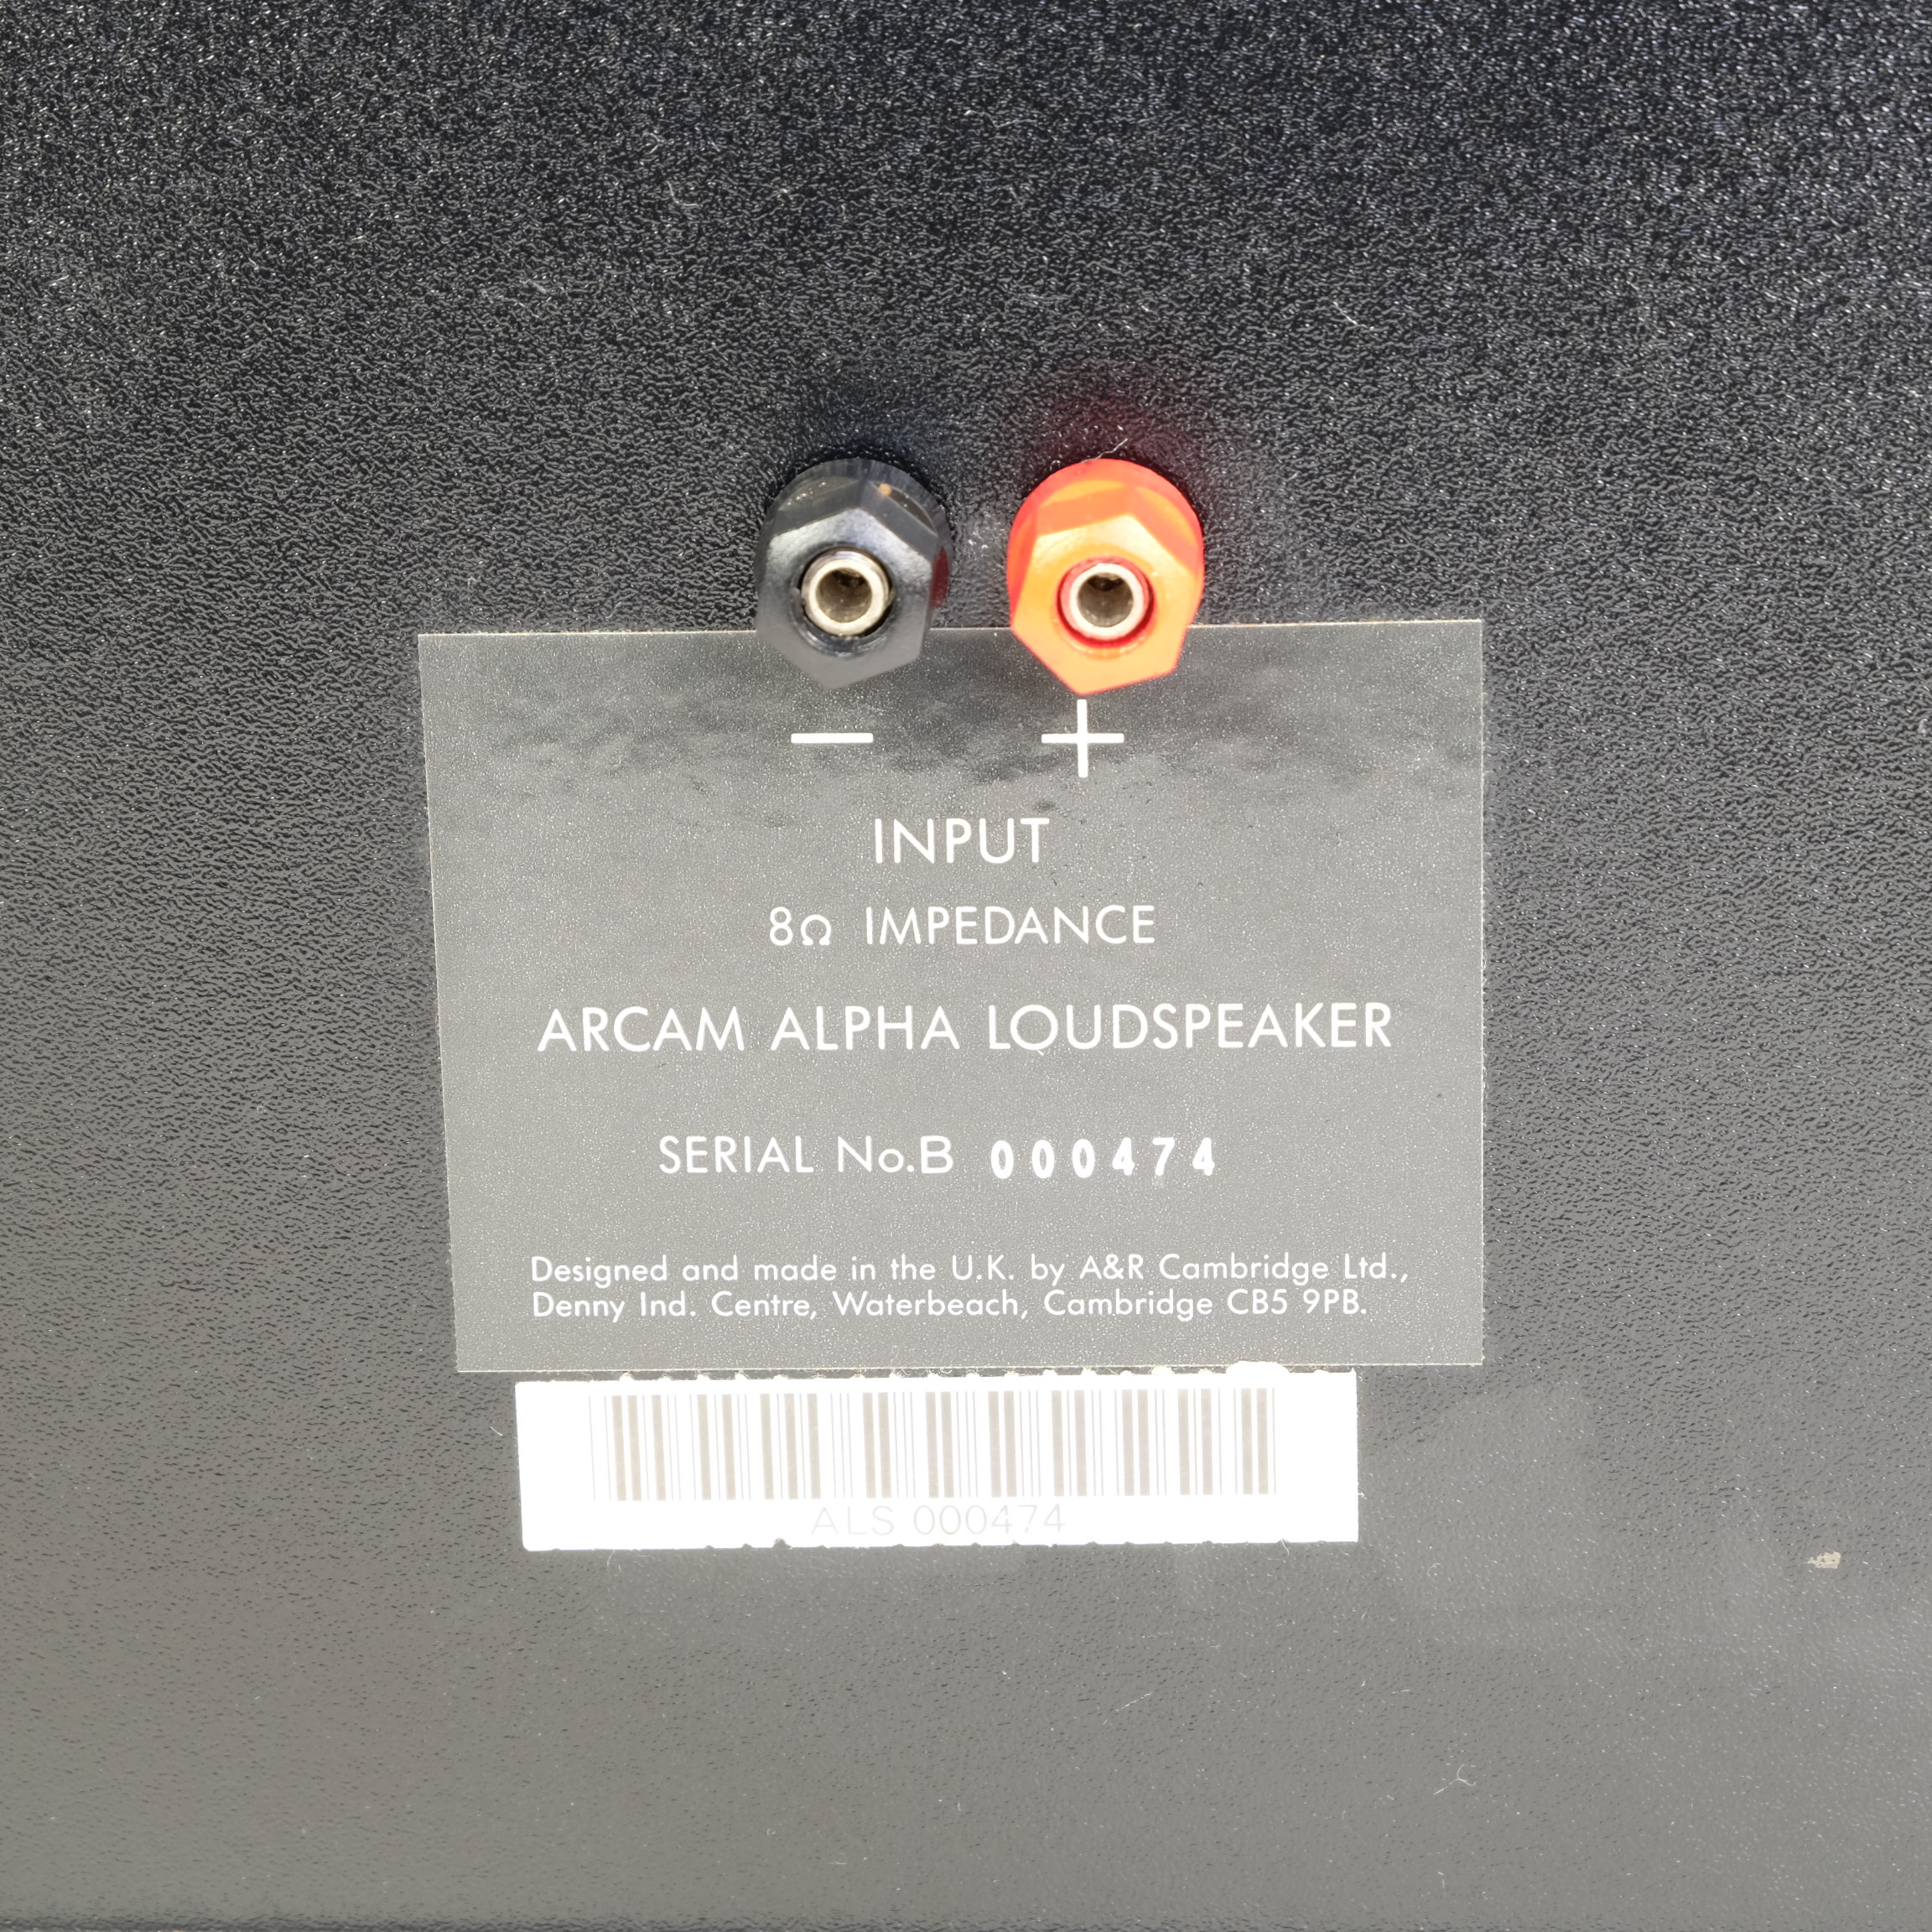 − +
INPUT
8Ω IMPEDANCE
ARCAM ALPHA LOUDSPEAKER
SERIAL No.B 000474
Designed and made in the U.K. by A&R Cambridge Ltd.,
Denny Ind. Centre, Waterbeach, Cambridge CB5 9PB.
ALS 000474